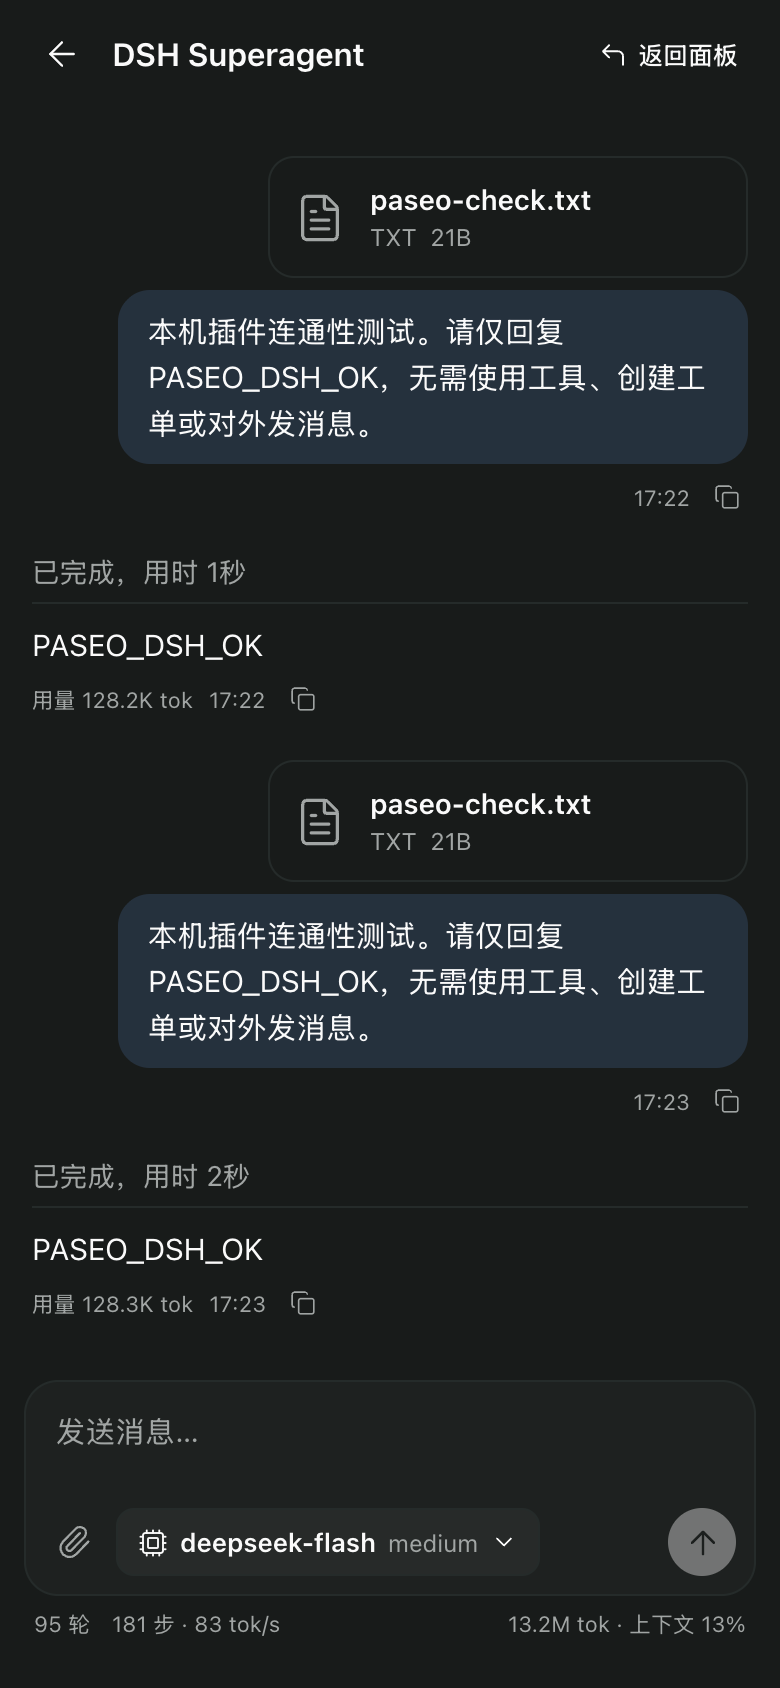 DSH Superagent
返回面板
paseo-check.txt
TXT 21B
本机插件连通性测试。请仅回复
PASEO_DSH_OK，无需使用工具、创建工
单或对外发消息。
17:22
已完成，用时 1秒
PASEO_DSH_OK
用量 128.2K tok 17:22
paseo-check.txt
TXT 21B
本机插件连通性测试。请仅回复
PASEO_DSH_OK，无需使用工具、创建工
单或对外发消息。
17:23
已完成，用时 2秒
PASEO_DSH_OK
用量 128.3K tok 17:23
发送消息...
deepseek-flash medium
95 轮 181 步 · 83 tok/s
13.2M tok · 上下文 13%